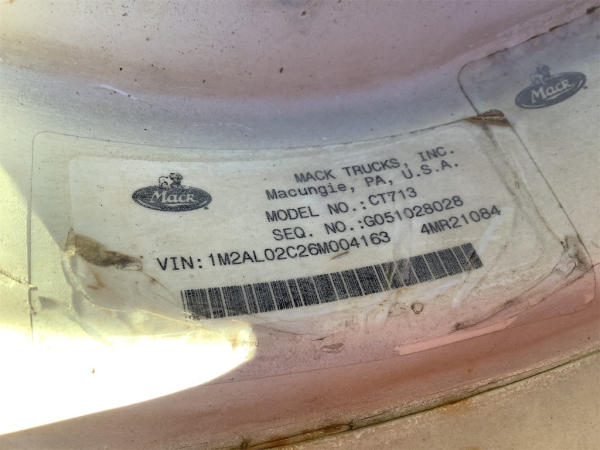 Mack
Mack
MACK TRUCKS, INC.
Macungie, PA, U.S.A.
MODEL NO.:CT713
SEQ. NO.:G051028028
VIN:1M2AL02C26M004163 4MR21084